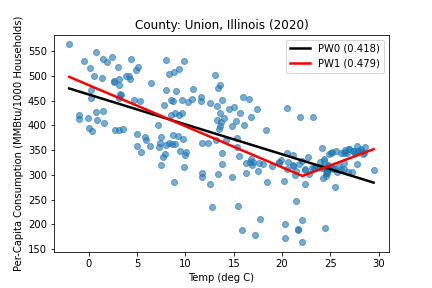 County: Union, Illinois (2020)
Per-Capita Consumption (MMBtu/1000 Households)
550
500
450
400
350
300
250
200
150
PW0 (0.418)
PW1 (0.479)
0 5 10 15 20 25 30
Temp (deg C)